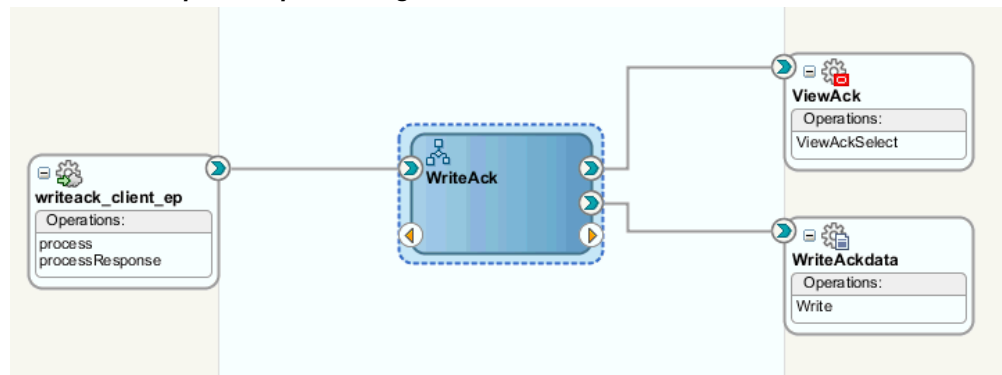 writeack_client_ep
Operations:
process
processResponse
WriteAck
ViewAck
Operations:
ViewAckSelect
WriteAckdata
Operations:
Write